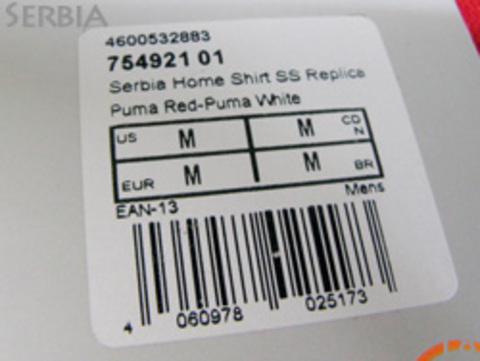 SERBIA
4600532883
754921 01
Serbia Home Shirt SS Replica
Puma Red-Puma White
US M M CDN
EUR M M BR
EAN-13 Mens
4 060978 025173